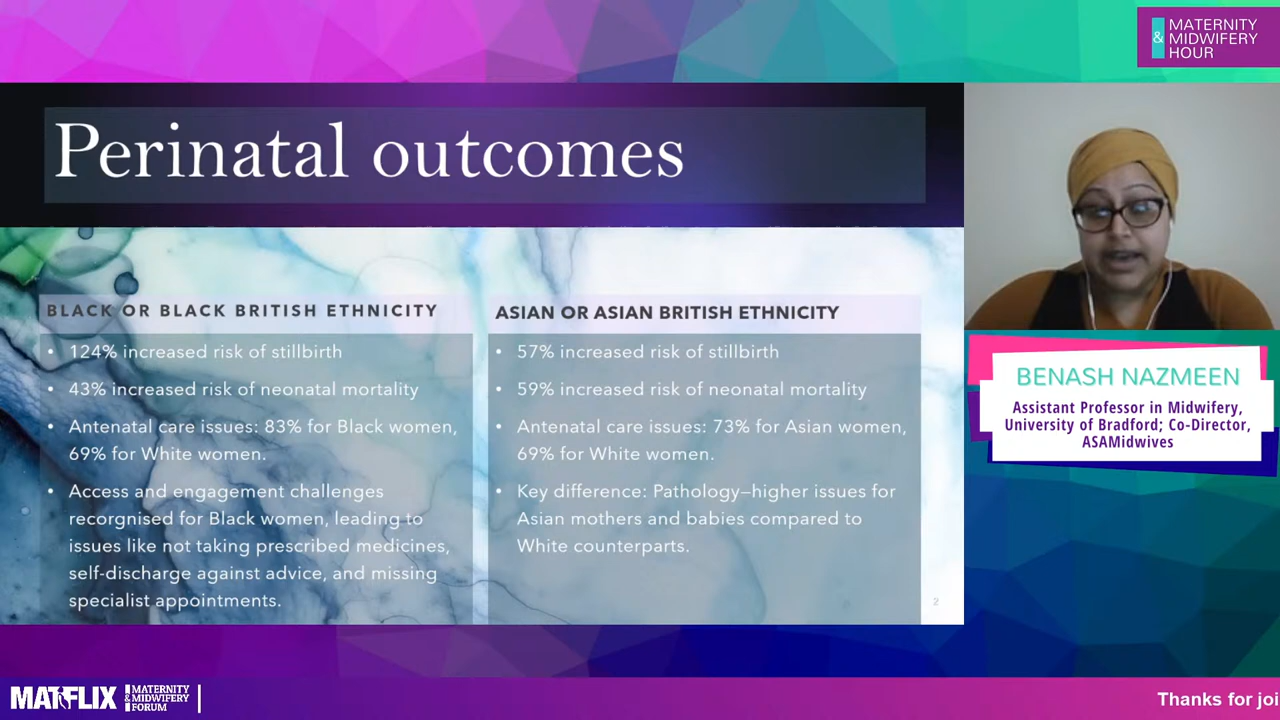 MATERNITY
& MIDWIFERY
HOUR
Perinatal outcomes
BLACK OR BLACK BRITISH ETHNICITY
• 124% increased risk of stillbirth
• 43% increased risk of neonatal mortality
• Antenatal care issues: 83% for Black women,
69% for White women.
• Access and engagement challenges
recorgnised for Black women, leading to
issues like not taking prescribed medicines,
self-discharge against advice, and missing
specialist appointments.
ASIAN OR ASIAN BRITISH ETHNICITY
• 57% increased risk of stillbirth
• 59% increased risk of neonatal mortality
• Antenatal care issues: 73% for Asian women,
69% for White women.
• Key difference: Pathology—higher issues for
Asian mothers and babies compared to
White counterparts.
2
BENASH NAZMEEN
Assistant Professor in Midwifery,
University of Bradford; Co-Director,
ASAMidwives
MATFLIX
MATERNITY
& MIDWIFERY
FORUM
Thanks for joi